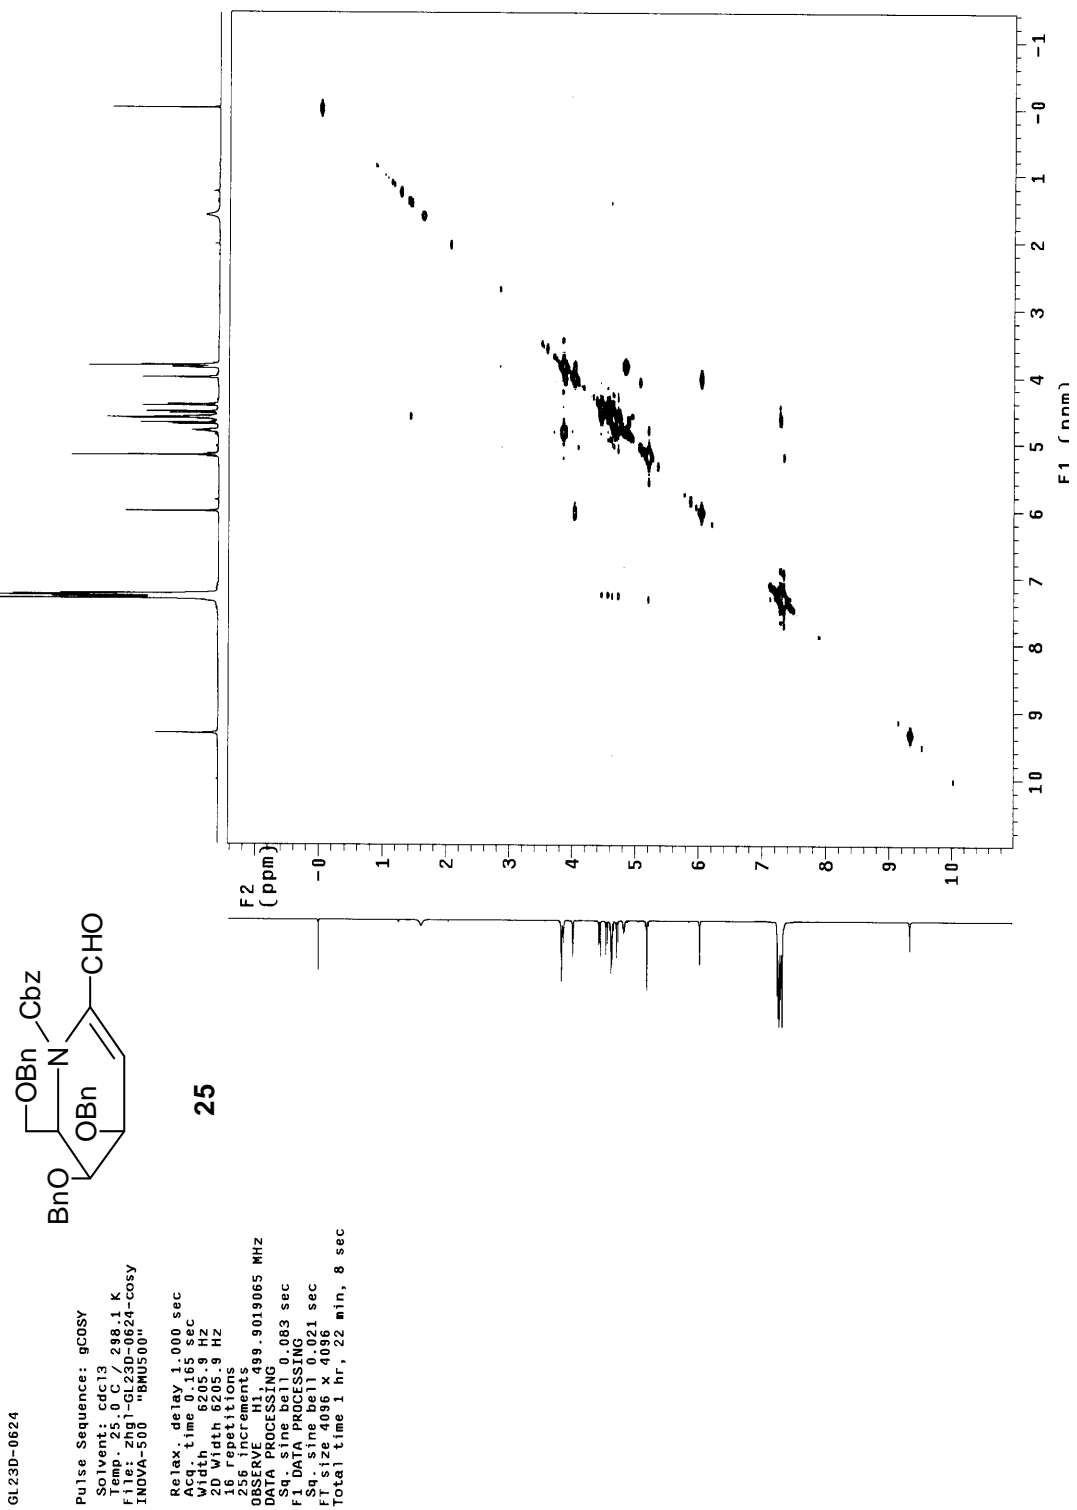 GL23D-0624
Pulse Sequence: gCOSY
Solvent: cdcl3
Temp. 25.0 C / 298.1 K
File: zhgl-GL23D-0624-cosy
INOVA-500 "BMU500"
Relax. delay 1.000 sec
Acq. time 0.165 sec
Width 6205.9 Hz
2D Width 6205.9 Hz
16 repetitions
256 increments
OBSERVE H1, 499.9019065 MHz
DATA PROCESSING
Sq. sine bell 0.083 sec
F1 DATA PROCESSING
Sq. sine bell 0.021 sec
FT size 4096 x 4096
Total time 1 hr, 22 min, 8 sec
BnO
OBn
OBn
N
Cbz
CHO
25
F2
(ppm)
-0
1
2
3
4
5
6
7
8
9
10
F1 (ppm)
-1
-0
1
2
3
4
5
6
7
8
9
10